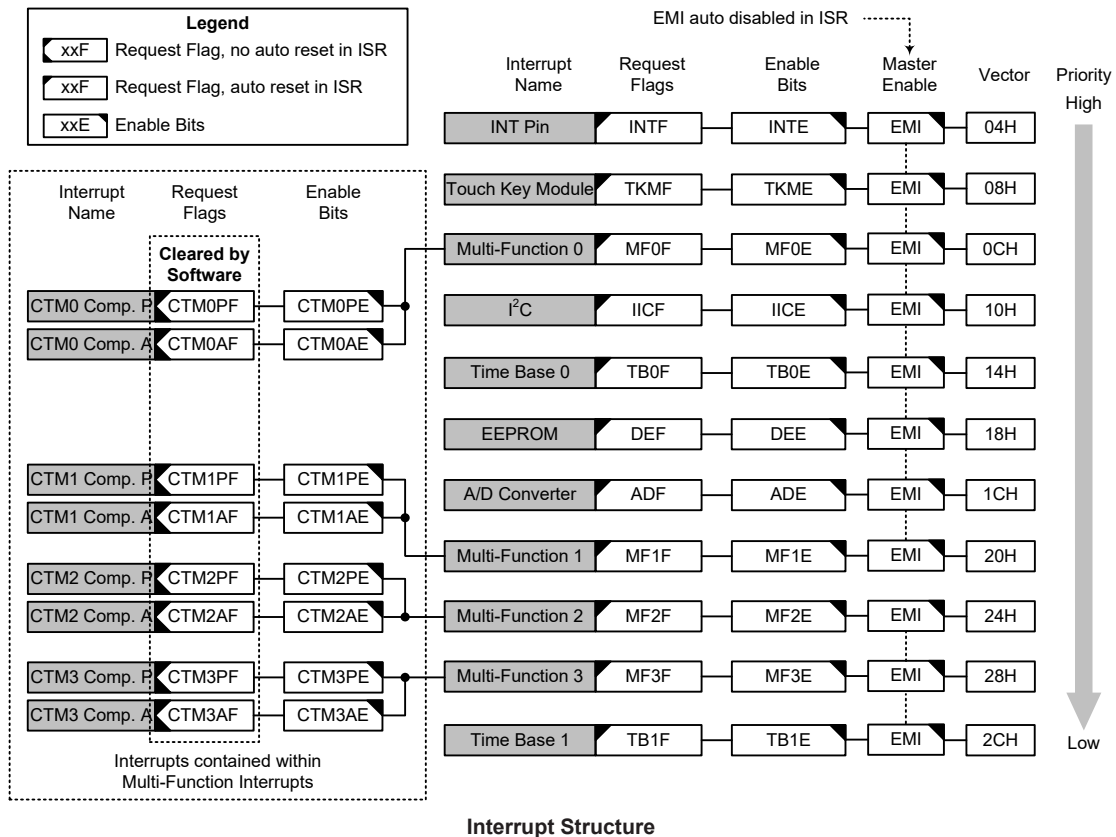 Legend
xxF Request Flag, no auto reset in ISR
xxF Request Flag, auto reset in ISR
xxE Enable Bits
EMI auto disabled in ISR
Interrupt Name Request Flags Enable Bits Master Enable Vector Priority
High
INT Pin INTF INTE EMI 04H
Touch Key Module TKMF TKME EMI 08H
Multi-Function 0 MF0F MF0E EMI 0CH
I²C IICF IICE EMI 10H
Time Base 0 TB0F TB0E EMI 14H
EEPROM DEF DEE EMI 18H
A/D Converter ADF ADE EMI 1CH
Multi-Function 1 MF1F MF1E EMI 20H
Multi-Function 2 MF2F MF2E EMI 24H
Multi-Function 3 MF3F MF3E EMI 28H
Time Base 1 TB1F TB1E EMI 2CH
Low
Interrupt Name Request Flags Enable Bits
Cleared by
Software
CTM0 Comp. P CTM0PF CTM0PE
CTM0 Comp. A CTM0AF CTM0AE
CTM1 Comp. P CTM1PF CTM1PE
CTM1 Comp. A CTM1AF CTM1AE
CTM2 Comp. P CTM2PF CTM2PE
CTM2 Comp. A CTM2AF CTM2AE
CTM3 Comp. P CTM3PF CTM3PE
CTM3 Comp. A CTM3AF CTM3AE
Interrupts contained within
Multi-Function Interrupts
Interrupt Structure